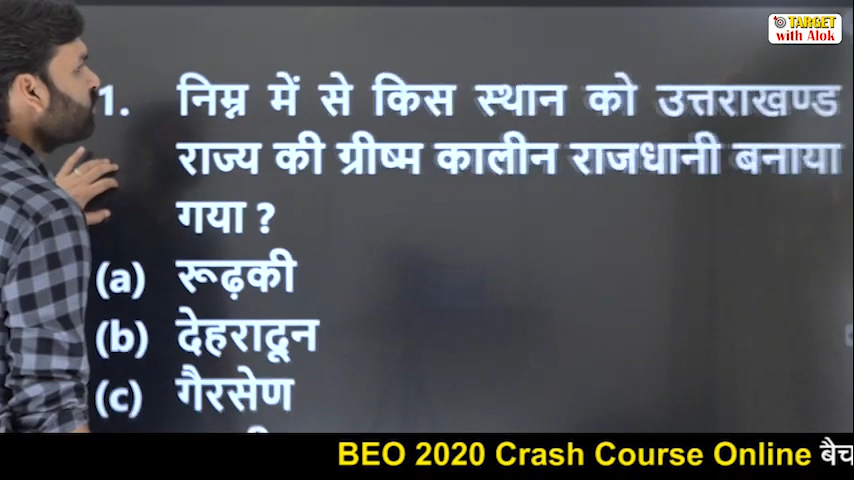 TARGET
with Alok
1. निम्न में से किस स्थान को उत्तराखण्ड
राज्य की ग्रीष्म कालीन राजधानी बनाया
गया ?
(a) रूढ़की
(b) देहरादून
(c) गैरसेण
BEO 2020 Crash Course Online बैच